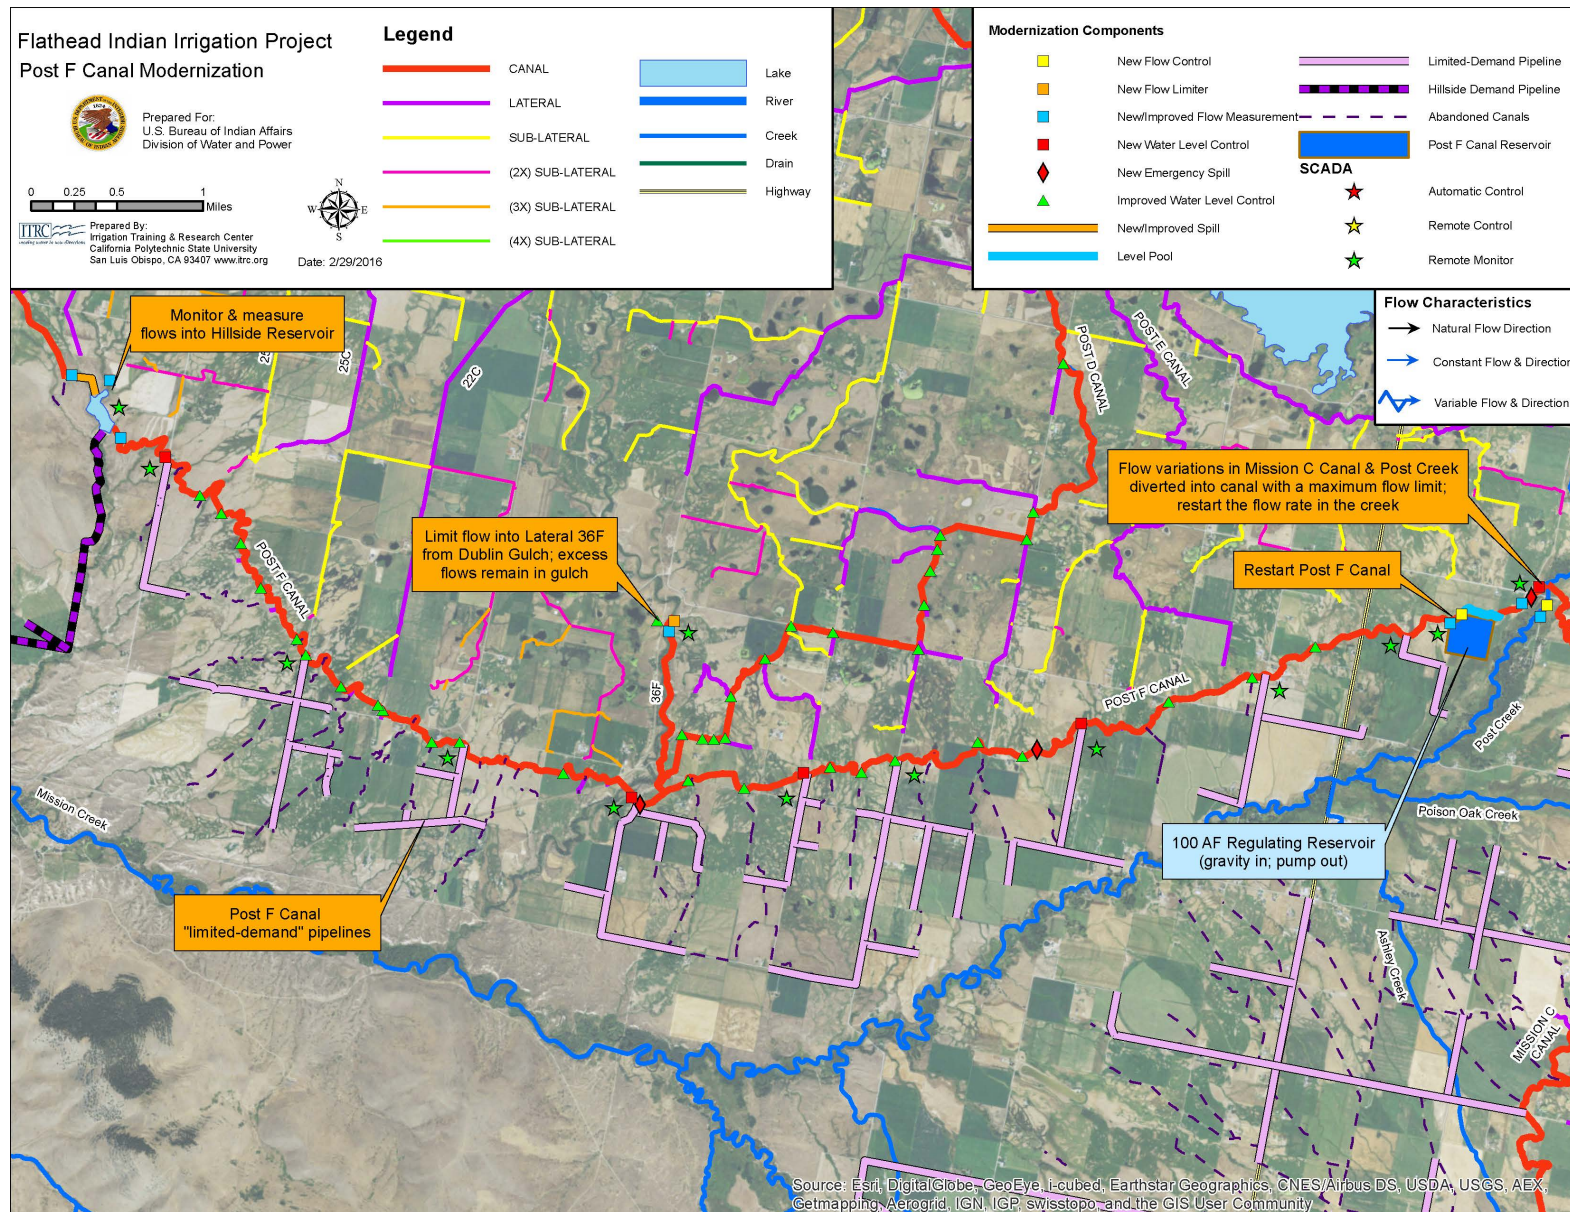 Flathead Indian Irrigation Project
Post F Canal Modernization
Prepared For:
U.S. Bureau of Indian Affairs
Division of Water and Power
0 0.25 0.5 1
Miles
N
W E
S
ITRC
Prepared By:
Irrigation Training & Research Center
California Polytechnic State University
San Luis Obispo, CA 93407 www.itrc.org
Date: 2/29/2016
Legend
CANAL
LATERAL
SUB-LATERAL
(2X) SUB-LATERAL
(3X) SUB-LATERAL
(4X) SUB-LATERAL
Lake
River
Creek
Drain
Highway
Modernization Components
New Flow Control
New Flow Limiter
New/Improved Flow Measurement
New Water Level Control
New Emergency Spill
Improved Water Level Control
New/Improved Spill
Level Pool
Limited-Demand Pipeline
Hillside Demand Pipeline
Abandoned Canals
Post F Canal Reservoir
SCADA
Automatic Control
Remote Control
Remote Monitor
Flow Characteristics
Natural Flow Direction
Constant Flow & Direction
Variable Flow & Direction
Monitor & measure
flows into Hillside Reservoir
25C
22C
POST D CANAL
POST E CANAL
Flow variations in Mission C Canal & Post Creek
diverted into canal with a maximum flow limit;
restart the flow rate in the creek
Limit flow into Lateral 36F
from Dublin Gulch; excess
flows remain in gulch
Restart Post F Canal
POST F CANAL
36F
POST F CANAL
Post Creek
Mission Creek
Poison Oak Creek
100 AF Regulating Reservoir
(gravity in; pump out)
Post F Canal
"limited-demand" pipelines
Ashley Creek
MISSION C
CANAL
Source: Esri, DigitalGlobe, GeoEye, i-cubed, Earthstar Geographics, CNES/Airbus DS, USDA, USGS, AEX,
Getmapping, Aerogrid, IGN, IGP, swisstopo, and the GIS User Community